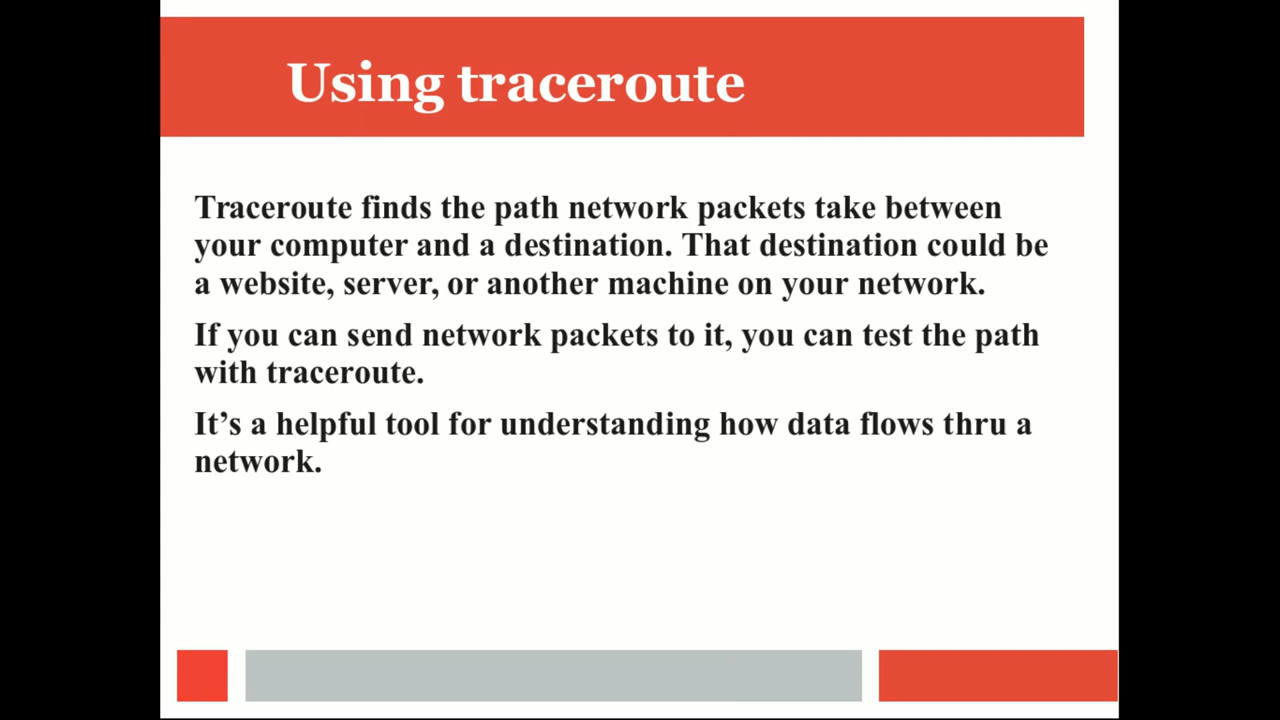 Using traceroute
Traceroute finds the path network packets take between
your computer and a destination. That destination could be
a website, server, or another machine on your network.
If you can send network packets to it, you can test the path
with traceroute.
It’s a helpful tool for understanding how data flows thru a
network.